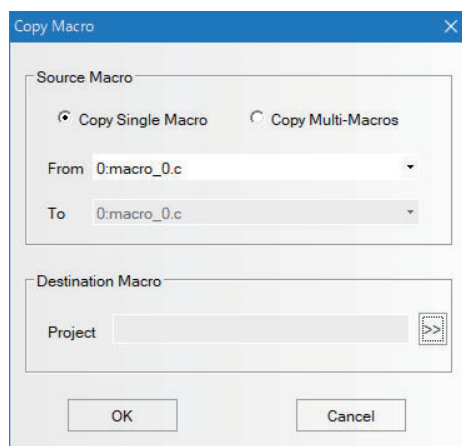 Copy Macro
Source Macro
Copy Single Macro Copy Multi-Macros
From 0:macro_0.c
To 0:macro_0.c
Destination Macro
Project >>
OK Cancel